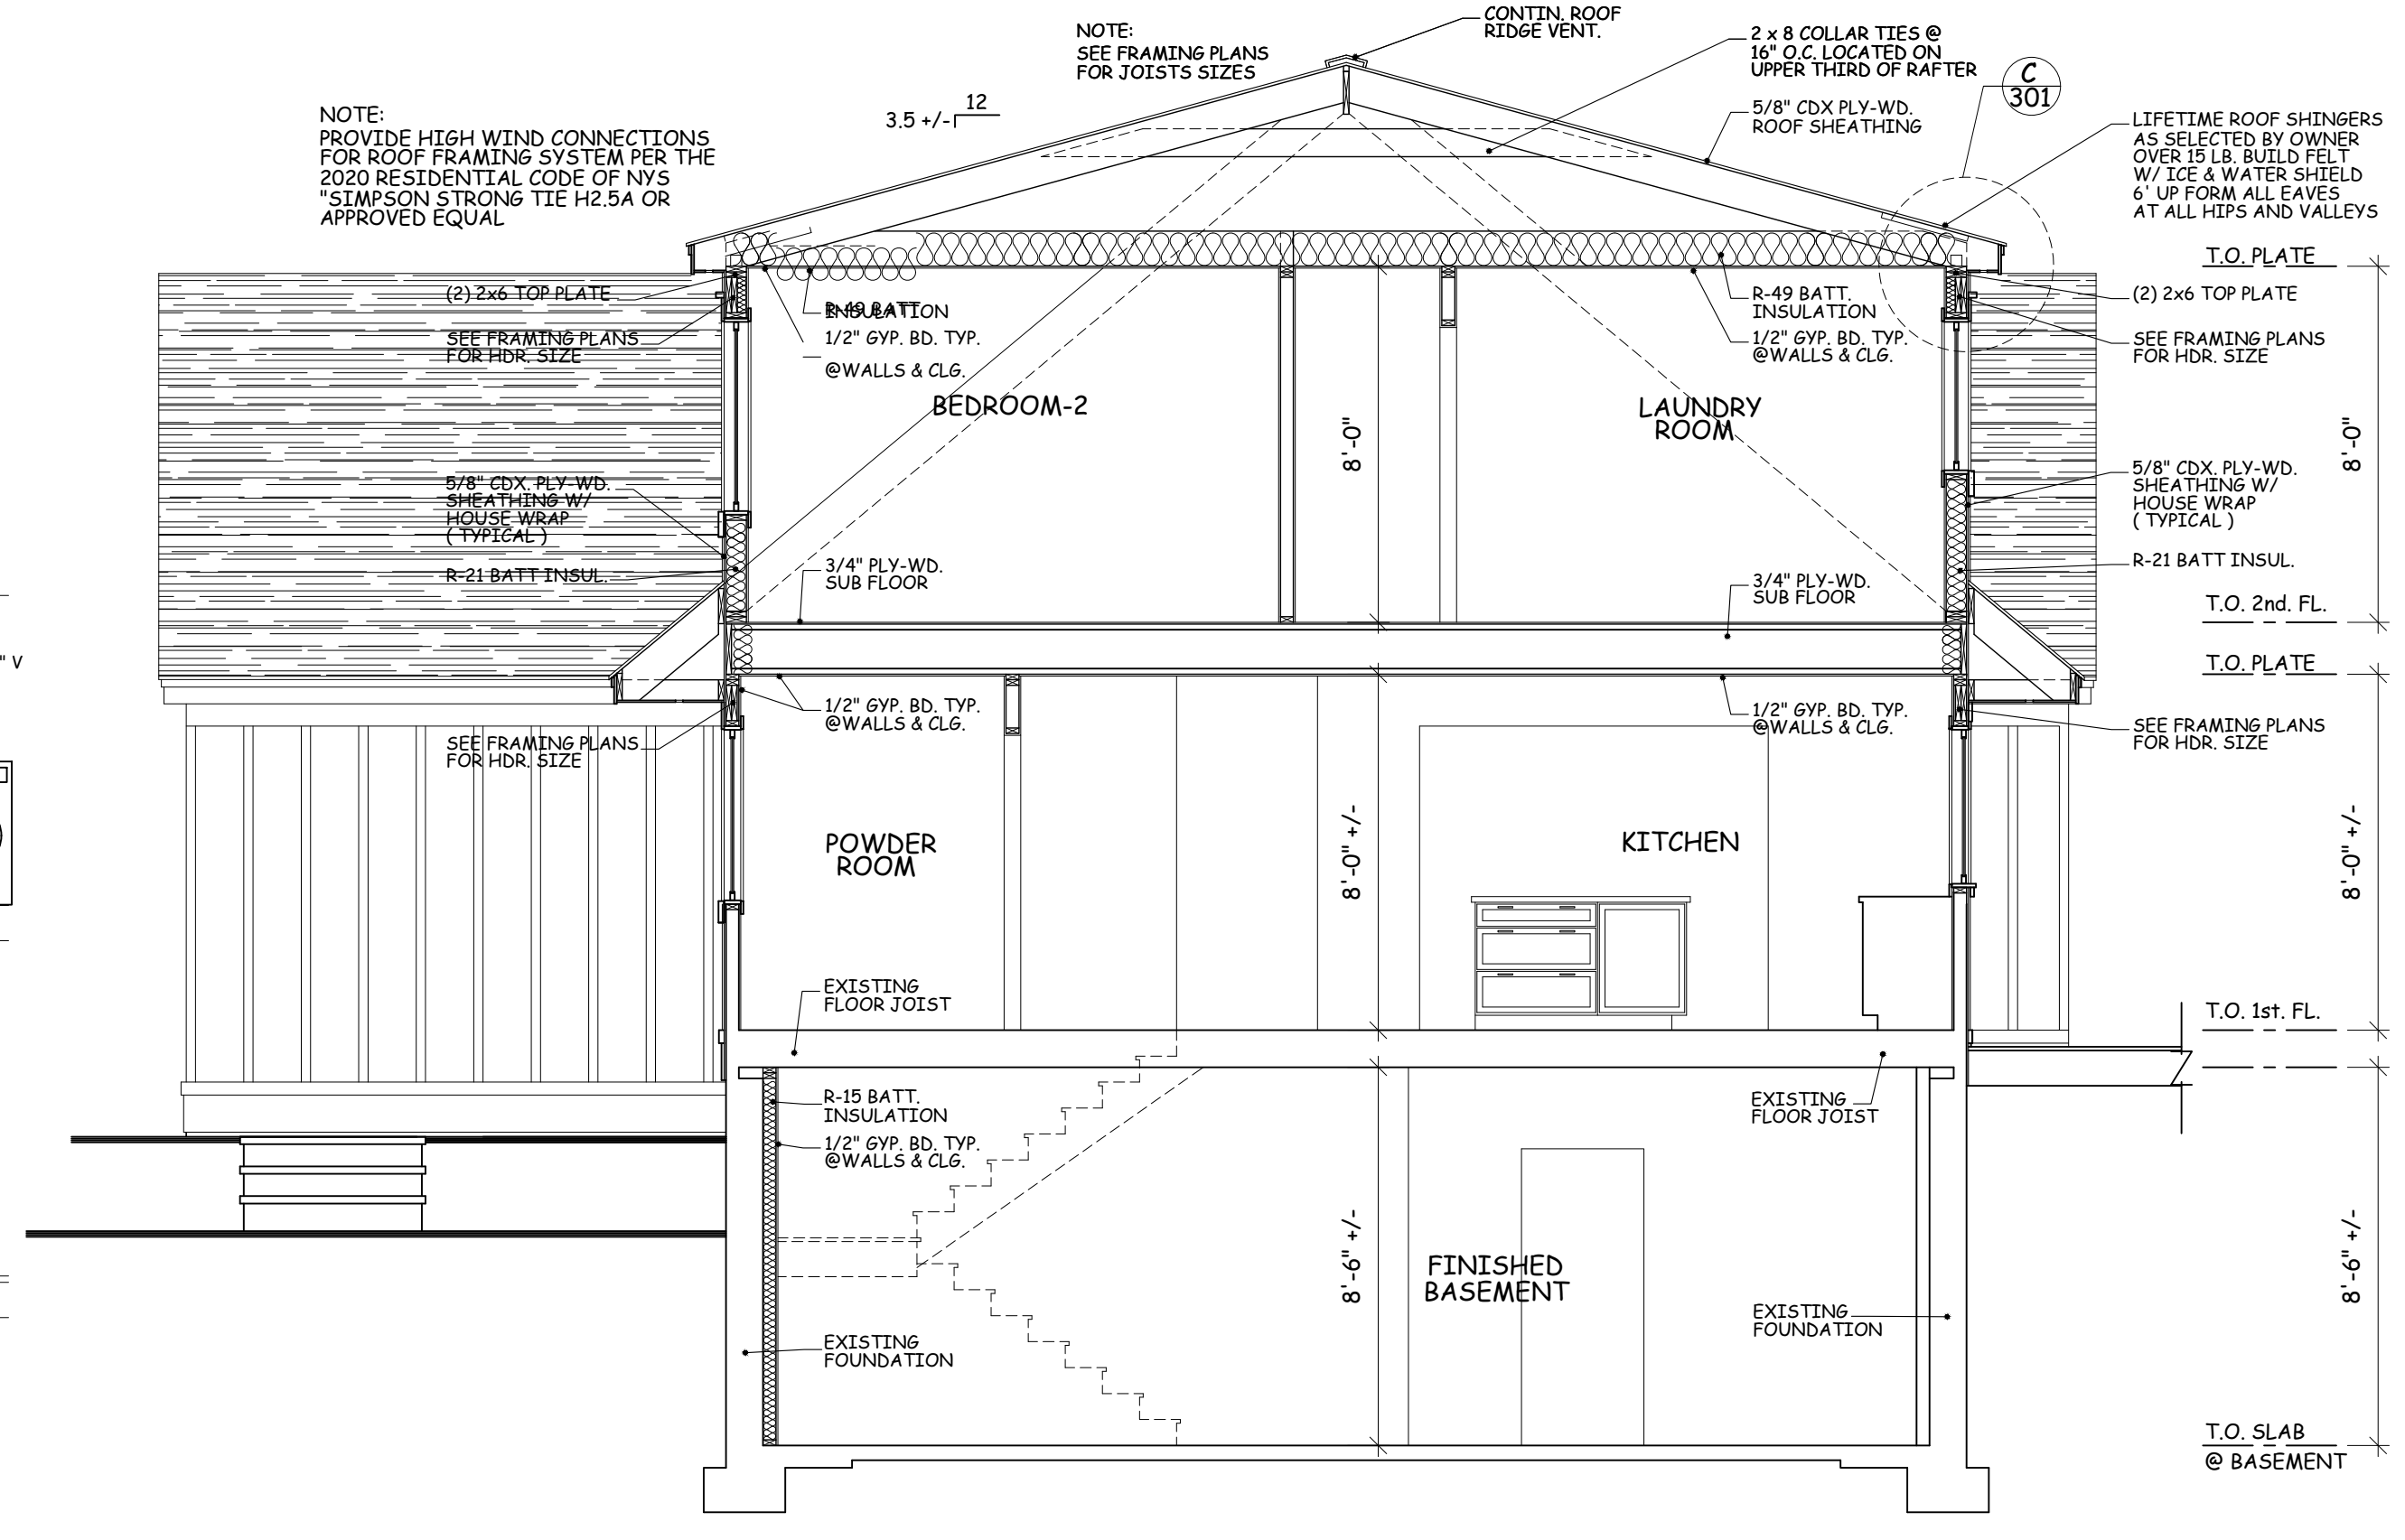 CONTIN. ROOF
RIDGE VENT.
NOTE:
SEE FRAMING PLANS
FOR JOISTS SIZES
2 x 8 COLLAR TIES @
16" O.C. LOCATED ON
UPPER THIRD OF RAFTER
C
301
12
3.5 +/-
5/8" CDX PLY-WD.
ROOF SHEATHING
NOTE:
PROVIDE HIGH WIND CONNECTIONS
FOR ROOF FRAMING SYSTEM PER THE
2020 RESIDENTIAL CODE OF NYS
"SIMPSON STRONG TIE H2.5A OR
APPROVED EQUAL
LIFETIME ROOF SHINGERS
AS SELECTED BY OWNER
OVER 15 LB. BUILD FELT
W/ ICE & WATER SHIELD
6' UP FORM ALL EAVES
AT ALL HIPS AND VALLEYS
T.O. PLATE
(2) 2x6 TOP PLATE
R-49 BATT
INSULATION
R-49 BATT.
INSULATION
(2) 2x6 TOP PLATE
SEE FRAMING PLANS
FOR HDR. SIZE
1/2" GYP. BD. TYP.
@WALLS & CLG.
1/2" GYP. BD. TYP.
@WALLS & CLG.
SEE FRAMING PLANS
FOR HDR. SIZE
BEDROOM-2
LAUNDRY
ROOM
8'-0"
8'-0"
5/8" CDX. PLY-WD.
SHEATHING W/
HOUSE WRAP
( TYPICAL )
5/8" CDX. PLY-WD.
SHEATHING W/
HOUSE WRAP
( TYPICAL )
R-21 BATT INSUL.
3/4" PLY-WD.
SUB FLOOR
3/4" PLY-WD.
SUB FLOOR
R-21 BATT INSUL.
T.O. 2nd. FL.
" V
T.O. PLATE
1/2" GYP. BD. TYP.
@WALLS & CLG.
1/2" GYP. BD. TYP.
@WALLS & CLG.
SEE FRAMING PLANS
FOR HDR. SIZE
SEE FRAMING PLANS
FOR HDR. SIZE
POWDER
ROOM
KITCHEN
8'-0" +/-
8'-0" +/-
EXISTING
FLOOR JOIST
T.O. 1st. FL.
R-15 BATT.
INSULATION
EXISTING
FLOOR JOIST
1/2" GYP. BD. TYP.
@WALLS & CLG.
FINISHED
BASEMENT
8'-6" +/-
8'-6" +/-
EXISTING
FOUNDATION
EXISTING
FOUNDATION
T.O. SLAB
@ BASEMENT